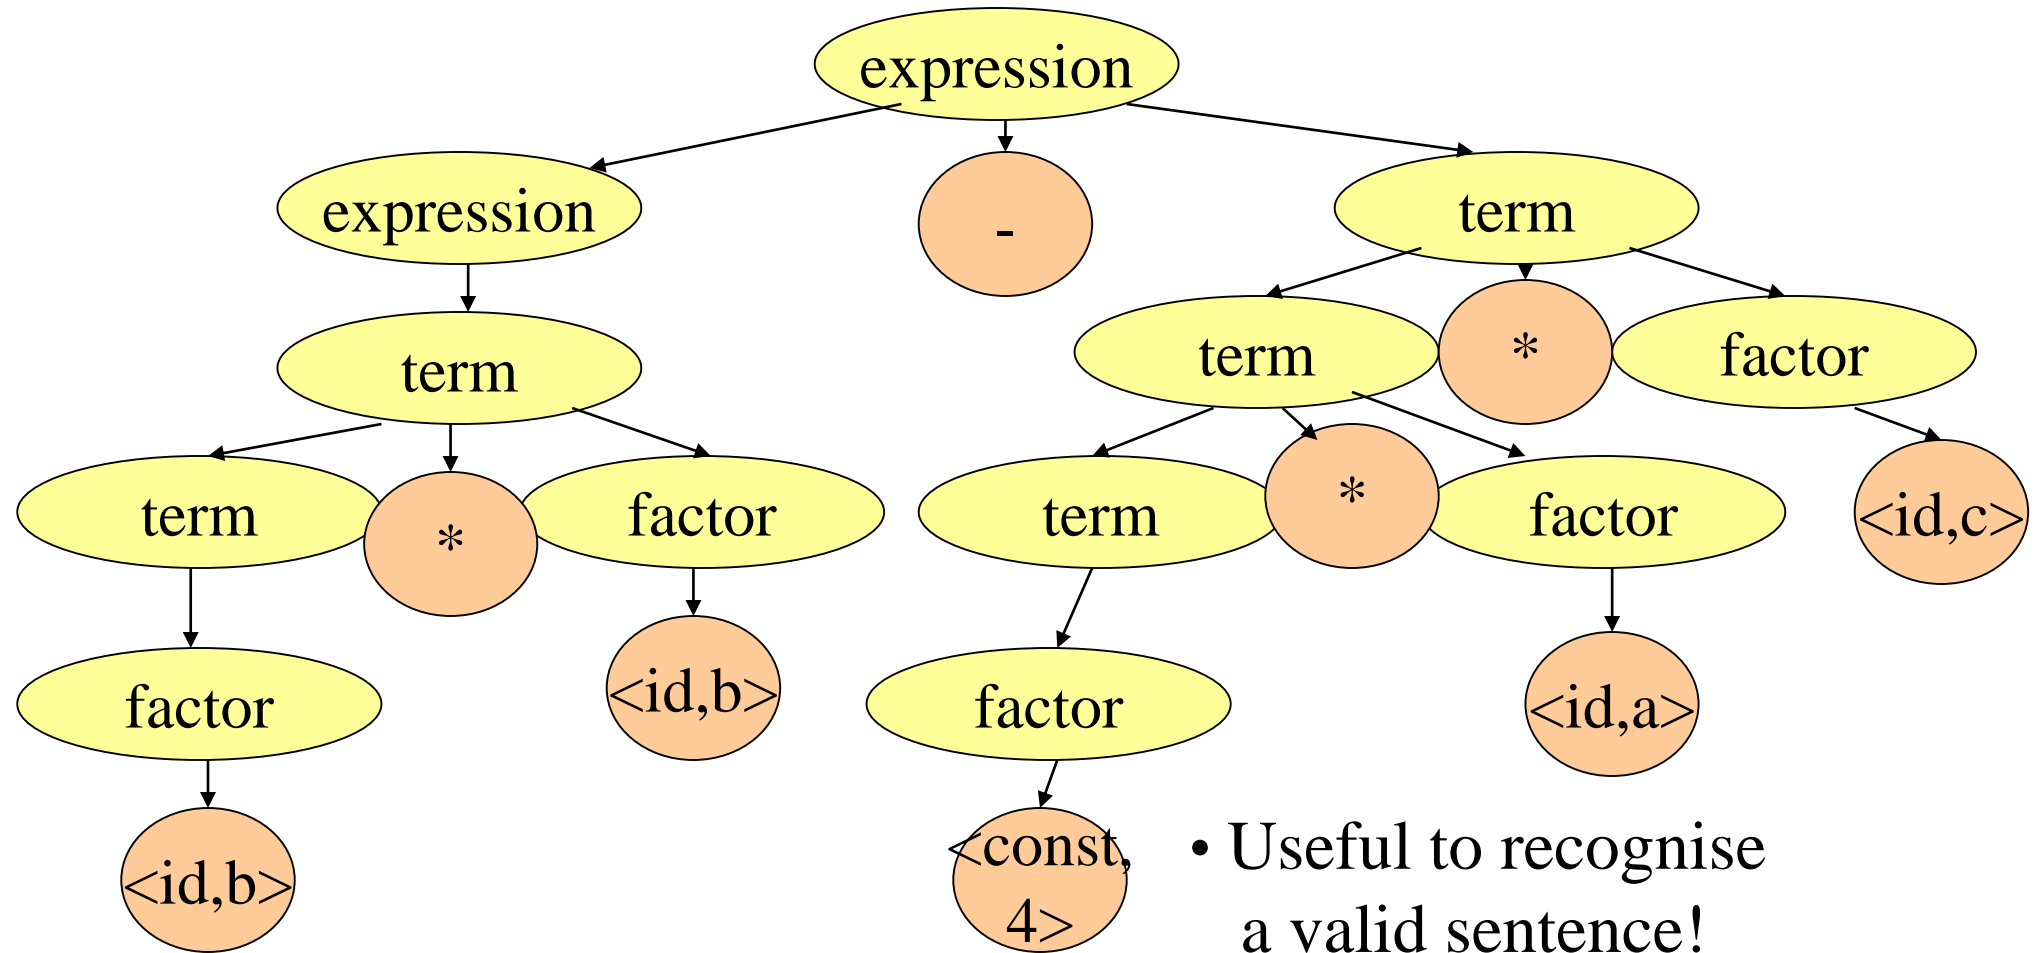 expression
expression
-
term
term
term
*
factor
term
*
factor
term
*
factor
<id,c>
factor
<id,b>
factor
<id,a>
<id,b>
<const,
4>
• Useful to recognise
a valid sentence!